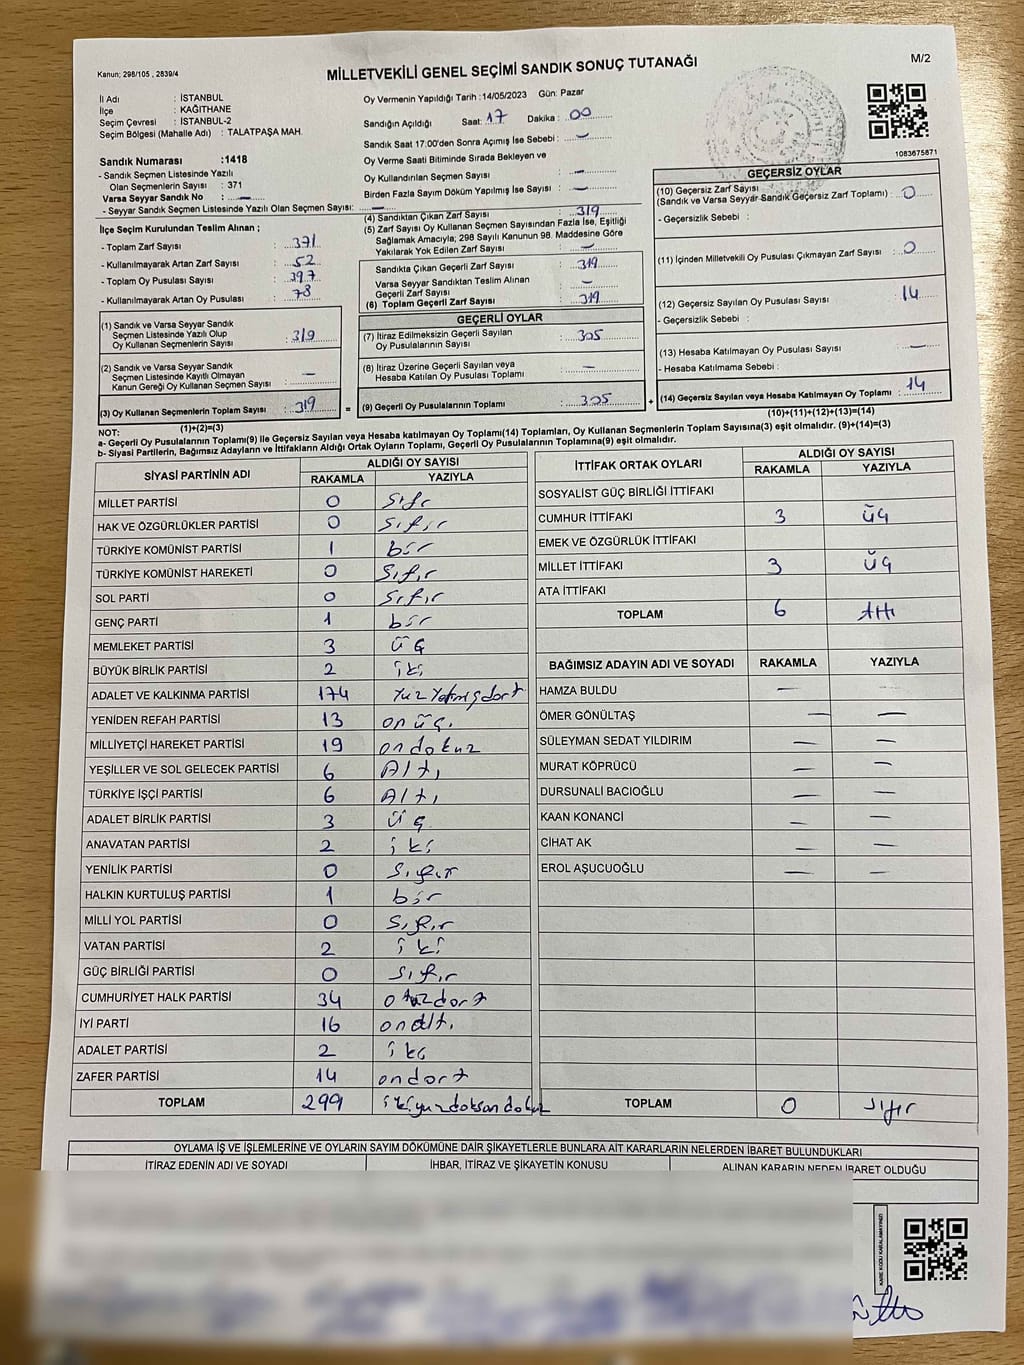 Kanun; 298/105 , 2839/4
MİLLETVEKİLİ GENEL SEÇİMİ SANDIK SONUÇ TUTANAĞI
M/2
İl Adı : İSTANBUL
İlçe : KAĞITHANE
Seçim Çevresi : İSTANBUL-2
Seçim Bölgesi (Mahalle Adı) : TALATPAŞA MAH.
Sandık Numarası :1418
- Sandık Seçmen Listesinde Yazılı
Olan Seçmenlerin Sayısı : 371
Varsa Seyyar Sandık No : —
- Seyyar Sandık Seçmen Listesinde Yazılı Olan Seçmen Sayısı: —
İlçe Seçim Kurulundan Teslim Alınan ;
- Toplam Zarf Sayısı : 371
- Kullanılmayarak Artan Zarf Sayısı : 52
- Toplam Oy Pusulası Sayısı : 397
- Kullanılmayarak Artan Oy Pusulası : 78
(1) Sandık ve Varsa Seyyar Sandık
Seçmen Listesinde Yazılı Olup
Oy Kullanan Seçmenlerin Sayısı : 319
(2) Sandık ve Varsa Seyyar Sandık
Seçmen Listesinde Kayıtlı Olmayan
Kanun Gereği Oy Kullanan Seçmen Sayısı : —
(3) Oy Kullanan Seçmenlerin Toplam Sayısı : 319
(1)+(2)=(3)
Oy Vermenin Yapıldığı Tarih :14/05/2023 Gün: Pazar
Sandığın Açıldığı Saat: 17 Dakika : 00
Sandık Saat 17.00'den Sonra Açımış İse Sebebi : —
Oy Verme Saati Bitiminde Sırada Bekleyen ve
Oy Kullandırılan Seçmen Sayısı : —
Birden Fazla Sayım Döküm Yapılmış İse Sayısı : —
(4) Sandıktan Çıkan Zarf Sayısı : 319
(5) Zarf Sayısı Oy Kullanan Seçmen Sayısından Fazla İse, Eşitliği
Sağlamak Amacıyla; 298 Sayılı Kanunun 98. Maddesine Göre
Yakılarak Yok Edilen Zarf Sayısı : —
Sandıkta Çıkan Geçerli Zarf Sayısı : 319
Varsa Seyyar Sandıktan Teslim Alınan
Geçerli Zarf Sayısı : —
(6) Toplam Geçerli Zarf Sayısı : 319
GEÇERLİ OYLAR
(7) İtiraz Edilmeksizin Geçerli Sayılan
Oy Pusulalarının Sayısı : 305
(8) İtiraz Üzerine Geçerli Sayılan veya
Hesaba Katılan Oy Pusulası Toplamı : —
= (9) Geçerli Oy Pusulalarının Toplamı : 305 +
1083675871
GEÇERSİZ OYLAR
(10) Geçersiz Zarf Sayısı
(Sandık ve Varsa Seyyar Sandık Geçersiz Zarf Toplamı) : 0
- Geçersizlik Sebebi :
(11) İçinden Milletvekili Oy Pusulası Çıkmayan Zarf Sayısı : 0
(12) Geçersiz Sayılan Oy Pusulası Sayısı : 14
- Geçersizlik Sebebi :
(13) Hesaba Katılmayan Oy Pusulası Sayısı : —
- Hesaba Katılmama Sebebi :
(14) Geçersiz Sayılan veya Hesaba Katılmayan Oy Toplamı : 14
(10)+(11)+(12)+(13)=(14)
NOT:
a- Geçerli Oy Pusulalarının Toplamı(9) ile Geçersiz Sayılan veya Hesaba katılmayan Oy Toplamı(14) Toplamları, Oy Kullanan Seçmenlerin Toplam Sayısına(3) eşit olmalıdır. (9)+(14)=(3)
b- Siyasi Partilerin, Bağımsız Adayların ve İttifakların Aldığı Ortak Oyların Toplamı, Geçerli Oy Pusulalarının Toplamına(9) eşit olmalıdır.
SİYASİ PARTİNİN ADI ALDIĞI OY SAYISI
RAKAMLA YAZIYLA
MİLLET PARTİSİ 0 sıfır
HAK VE ÖZGÜRLÜKLER PARTİSİ 0 sıfır
TÜRKİYE KOMÜNİST PARTİSİ 1 bir
TÜRKİYE KOMÜNİST HAREKETİ 0 sıfır
SOL PARTİ 0 sıfır
GENÇ PARTİ 1 bir
MEMLEKET PARTİSİ 3 üç
BÜYÜK BİRLİK PARTİSİ 2 iki
ADALET VE KALKINMA PARTİSİ 174 Yüz Yetmiş dört
YENİDEN REFAH PARTİSİ 13 on üç.
MİLLİYETÇİ HAREKET PARTİSİ 19 on dokuz
YEŞİLLER VE SOL GELECEK PARTİSİ 6 Altı
TÜRKİYE İŞÇİ PARTİSİ 6 Altı
ADALET BİRLİK PARTİSİ 3 üç
ANAVATAN PARTİSİ 2 iki
YENİLİK PARTİSİ 0 sıfır
HALKIN KURTULUŞ PARTİSİ 1 bir
MİLLİ YOL PARTİSİ 0 sıfır
VATAN PARTİSİ 2 iki
GÜÇ BİRLİĞİ PARTİSİ 0 sıfır
CUMHURİYET HALK PARTİSİ 34 otuzdört
İYİ PARTİ 16 onaltı
ADALET PARTİSİ 2 iki
ZAFER PARTİSİ 14 ondört
TOPLAM 299 ikiyüzdoksandokuz
İTTİFAK ORTAK OYLARI ALDIĞI OY SAYISI
RAKAMLA YAZIYLA
SOSYALİST GÜÇ BİRLİĞİ İTTİFAKI
CUMHUR İTTİFAKI 3 üç
EMEK VE ÖZGÜRLÜK İTTİFAKI
MİLLET İTTİFAKI 3 üç
ATA İTTİFAKI
TOPLAM 6 Altı
BAĞIMSIZ ADAYIN ADI VE SOYADI RAKAMLA YAZIYLA
HAMZA BULDU —
ÖMER GÖNÜLTAŞ — —
SÜLEYMAN SEDAT YILDIRIM — —
MURAT KÖPRÜCÜ — —
DURSUNALİ BACIOĞLU — —
KAAN KONANCİ — —
CİHAT AK — —
EROL AŞUCUOĞLU — —
TOPLAM 0 sıfır
OYLAMA İŞ VE İŞLEMLERİNE VE OYLARIN SAYIM DÖKÜMÜNE DAİR ŞİKAYETLERLE BUNLARA AİT KARARLARIN NELERDEN İBARET BULUNDUKLARI
İTİRAZ EDENİN ADI VE SOYADI İHBAR, İTİRAZ VE ŞİKAYETİN KONUSU ALINAN KARARIN NEDEN İBARET OLDUĞU
KARE KODU KARALAMAYINIZ!